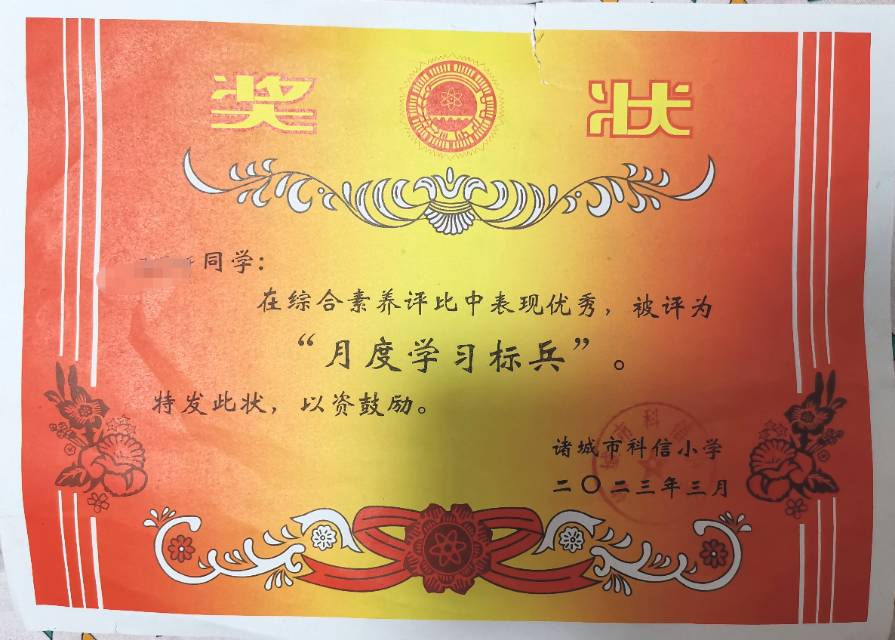 奖状
同学：
在综合素养评比中表现优秀，被评为
“月度学习标兵”。
特发此状，以资鼓励。
诸城市科信小学
二〇二三年三月